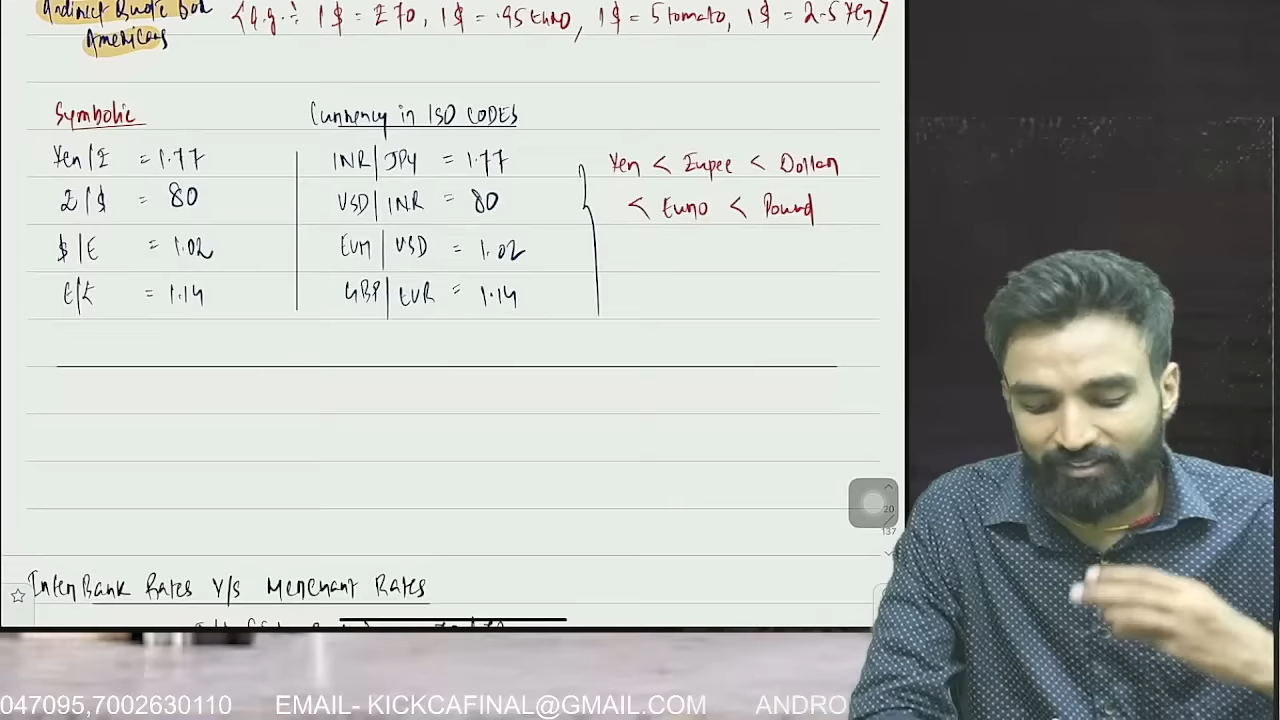 Indirect Quote for
Americans
{e.g.: 1$ = ₹70, 1$ = .95 Euro, 1$ = 5 tomato, 1$ = 2.5 Yen}
Symbolic
Currency in ISO CODES
Yen/₹ = 1.77
INR/JPY = 1.77
₹/$ = 80
USD/INR = 80
$/€ = 1.02
EUR/USD = 1.02
€/£ = 1.14
GBP/EUR = 1.14
Yen < Rupee < Dollar
< Euro < Pound
20
137
InterBank Rates V/s Merchant Rates
047095,7002630110 EMAIL- KICKCAFINAL@GMAIL.COM ANDRO